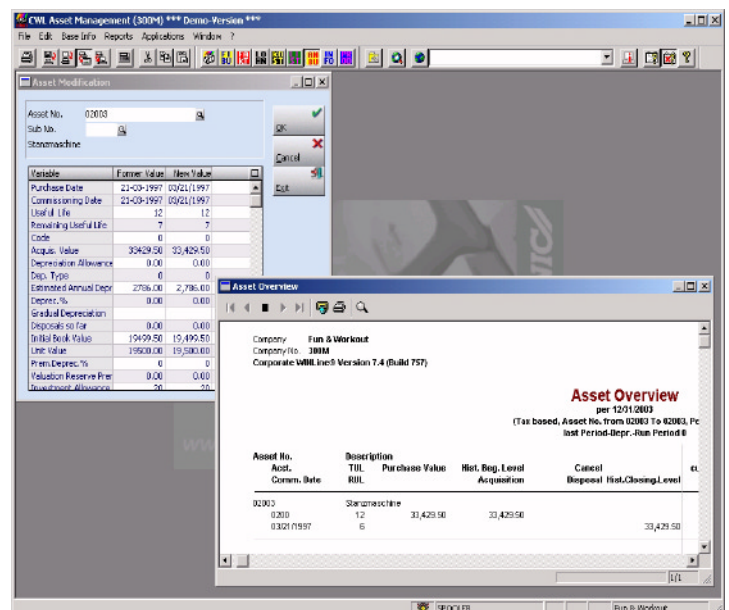 CWL Asset Management (300M) *** Demo-Version ***
File Edit Base Info Reports Applications Window ?
Asset Modification
Asset No. 02003
Sub No.
Stanzmaschine
OK
Cancel
Exit
Variable Former Value New Value
Purchase Date 21-03-1997 03/21/1997
Commissioning Date 21-03-1997 03/21/1997
Useful Life 12 12
Remaining Useful Life 7 7
Code 0 0
Acquis. Value 33429.50 33,429.50
Depreciation Allowance 0.00 0.00
Dep. Type 0 0
Estimated Annual Depr 2786.00 2,786.00
Deprec.% 0.00 0.00
Gradual Depreciation
Disposals so far 0.00 0.00
Initial Book Value 19499.50 19,499.50
Unit Value 19500.00 19,500.00
Prem.Deprec.% 0 0
Valuation Reserve Prer 0.00 0.00
Investment Allowance 20 20
Asset Overview
Company Fun & Workout
Company No. 300M
Corporate WINLine® Version 7.4 (Build 757)
Asset Overview
per 12/31/2003
(Tax based, Asset No. from 02003 To 02003, Pe
last Period-Depr.-Run Period 0
Asset No. Description
Acct. TUL Purchase Value Hist. Beg. Level Cancel cu
Comm. Date RUL Acquisition Disposal Hist.Closing.Level
02003 Stanzmaschine
0200 12 33,429.50 33,429.50
03/21/1997 6 33,429.50
1/1
SPOOLER Fun & Workout